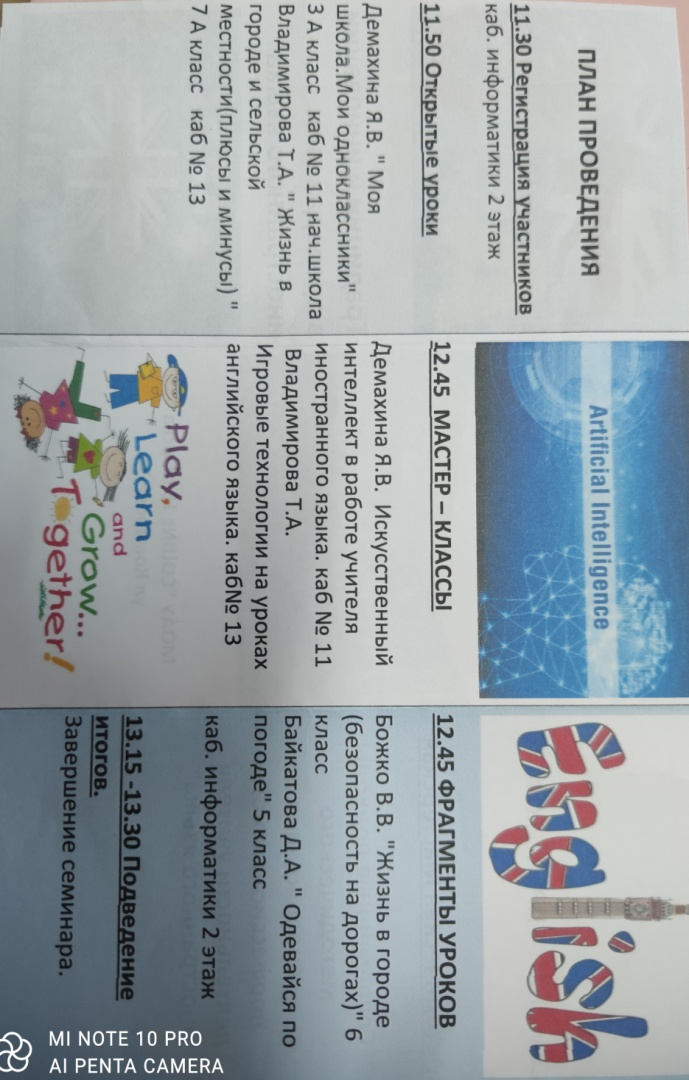 ПЛАН ПРОВЕДЕНИЯ
11.30 Регистрация участников
каб. информатики 2 этаж
11.50 Открытые уроки
Демахина Я.В. " Моя
школа.Мои одноклассники"
3 А класс каб № 11 нач.школа
Владимирова Т.А. " Жизнь в
городе и сельской
местности(плюсы и минусы) "
7 А класс каб № 13
Artificial Intelligence
12.45 МАСТЕР – КЛАССЫ
Демахина Я.В. Искусственный
интеллект в работе учителя
иностранного языка. каб № 11
Владимирова Т.А.
Игровые технологии на уроках
английского языка. каб№ 13
Play,
Learn
and
Grow...
Together!
English
12.45 ФРАГМЕНТЫ УРОКОВ
Божко В.В. "Жизнь в городе
(безопасность на дорогах)" 6
класс
Байкатова Д.А. " Одевайся по
погоде" 5 класс
каб. информатики 2 этаж
13.15 -13.30 Подведение
итогов.
Завершение семинара.
MI NOTE 10 PRO
AI PENTA CAMERA